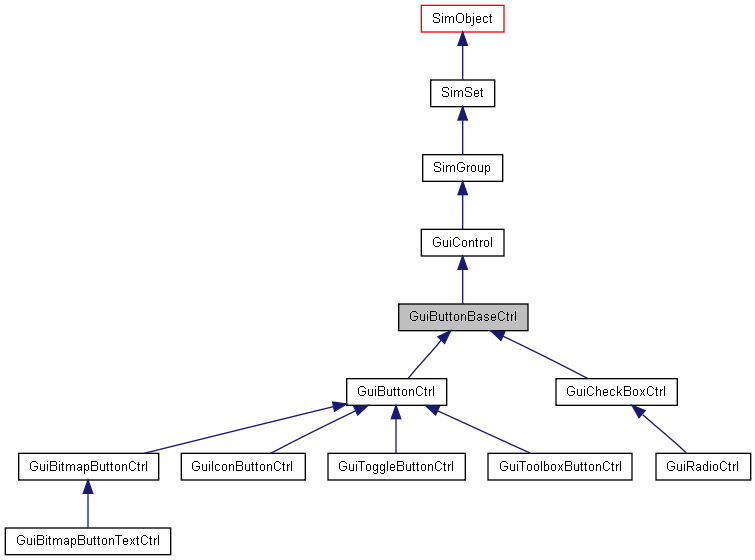 SimObject
SimSet
SimGroup
GuiControl
GuiButtonBaseCtrl
GuiButtonCtrl
GuiCheckBoxCtrl
GuiBitmapButtonCtrl
GuiIconButtonCtrl
GuiToggleButtonCtrl
GuiToolboxButtonCtrl
GuiRadioCtrl
GuiBitmapButtonTextCtrl